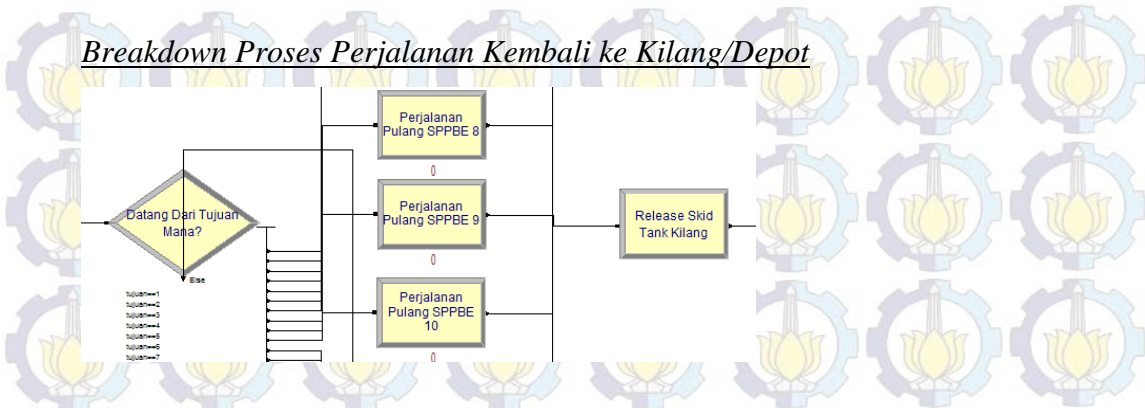 Breakdown Proses Perjalanan Kembali ke Kilang/Depot
Perjalanan
Pulang SPPBE 8
0
Datang Dari Tujuan
Mana?
Else
tujuan==1
tujuan==2
tujuan==3
tujuan==4
tujuan==5
tujuan==6
tujuan==7
Perjalanan
Pulang SPPBE 9
0
Perjalanan
Pulang SPPBE
10
0
Release Skid
Tank Kilang